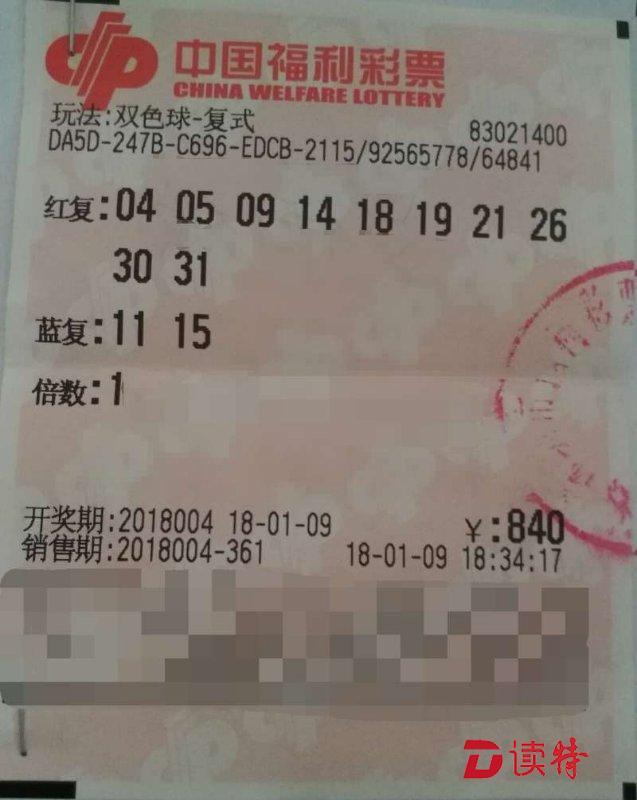 中国福利彩票
CHINA WELFARE LOTTERY
玩法:双色球-复式 83021400
DA5D-247B-C696-EDCB-2115/92565778/64841
红复:04 05 09 14 18 19 21 26
30 31
蓝复:11 15
倍数:1
开奖期:2018004 18-01-09 ¥:840
销售期:2018004-361 18-01-09 18:34:17
读特